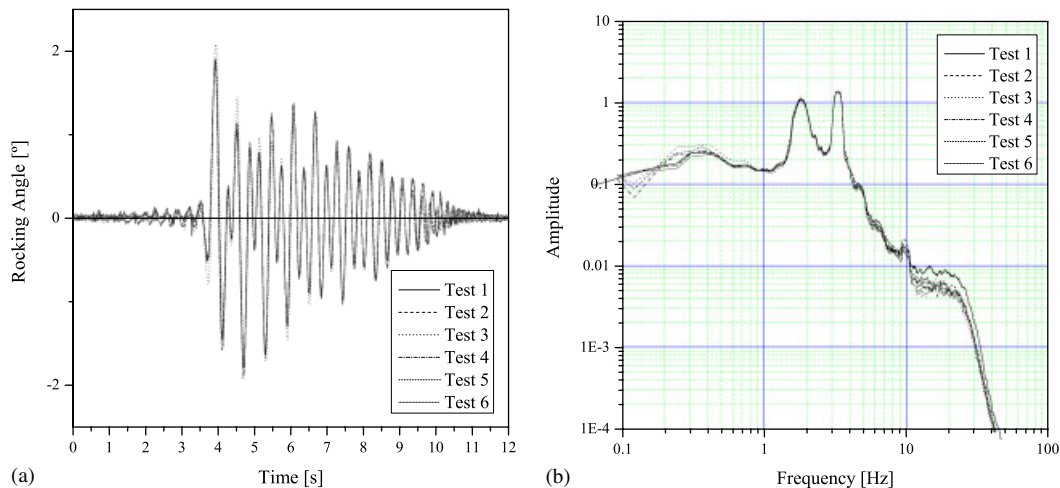 2
0
-2
Rocking Angle [º]
0 1 2 3 4 5 6 7 8 9 10 11 12
Time [s]
Test 1
Test 2
Test 3
Test 4
Test 5
Test 6
(a)
10
1
0.1
0.01
1E-3
1E-4
Amplitude
0.1 1 10 100
Frequency [Hz]
Test 1
Test 2
Test 3
Test 4
Test 5
Test 6
(b)